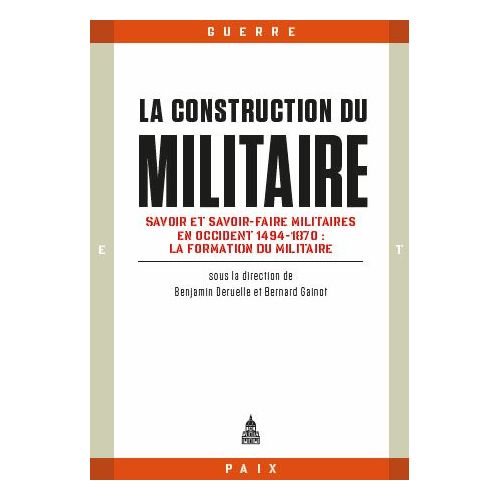 GUERRE
LA CONSTRUCTION DU
MILITAIRE
SAVOIR ET SAVOIR-FAIRE MILITAIRES
EN OCCIDENT 1494-1870 :
LA FORMATION DU MILITAIRE
E T
sous la direction de
Benjamin Deruelle et Bernard Gainot
PAIX